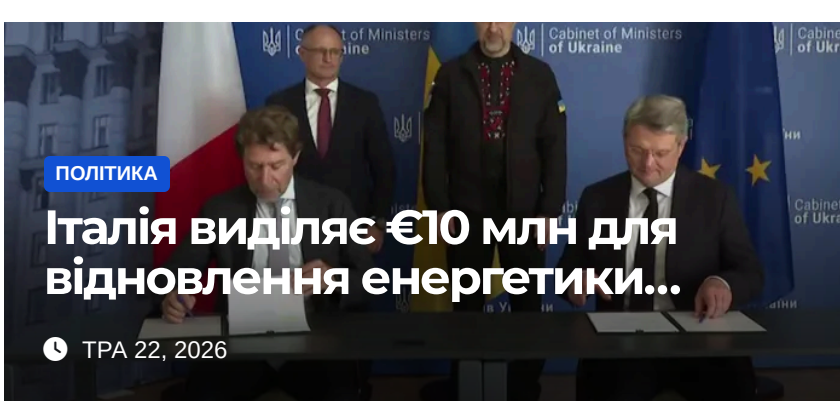 Cabinet of Ministers
of Ukraine
Cabinet of Ministers
of Ukraine
ПОЛІТИКА
Італія виділяє €10 млн для
відновлення енергетики...
ТРА 22, 2026